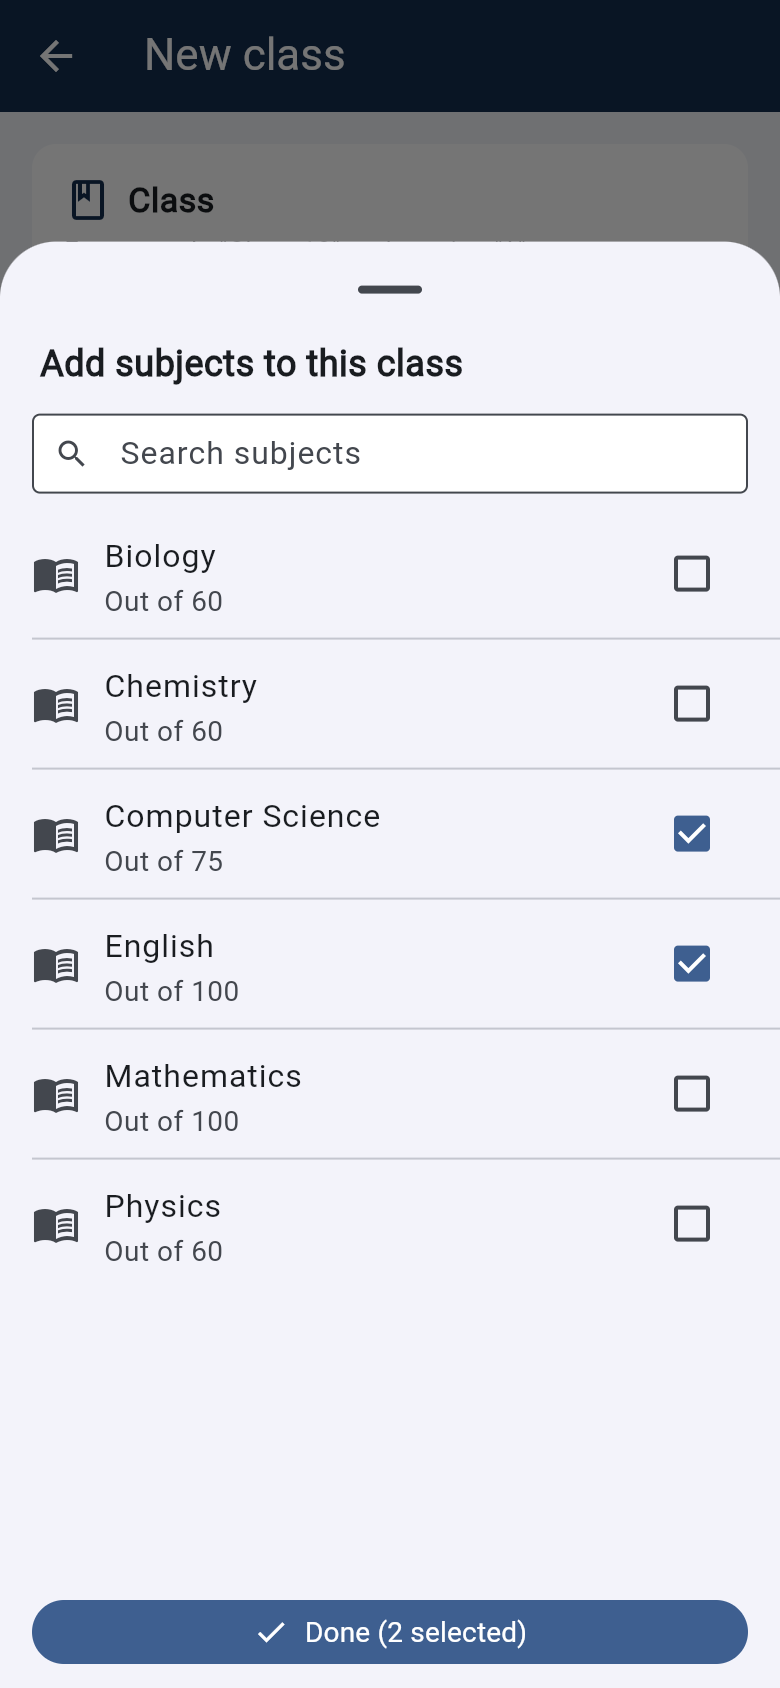 New class
Class
Add subjects to this class
Search subjects
Biology
Out of 60
Chemistry
Out of 60
Computer Science
Out of 75
English
Out of 100
Mathematics
Out of 100
Physics
Out of 60
Done (2 selected)